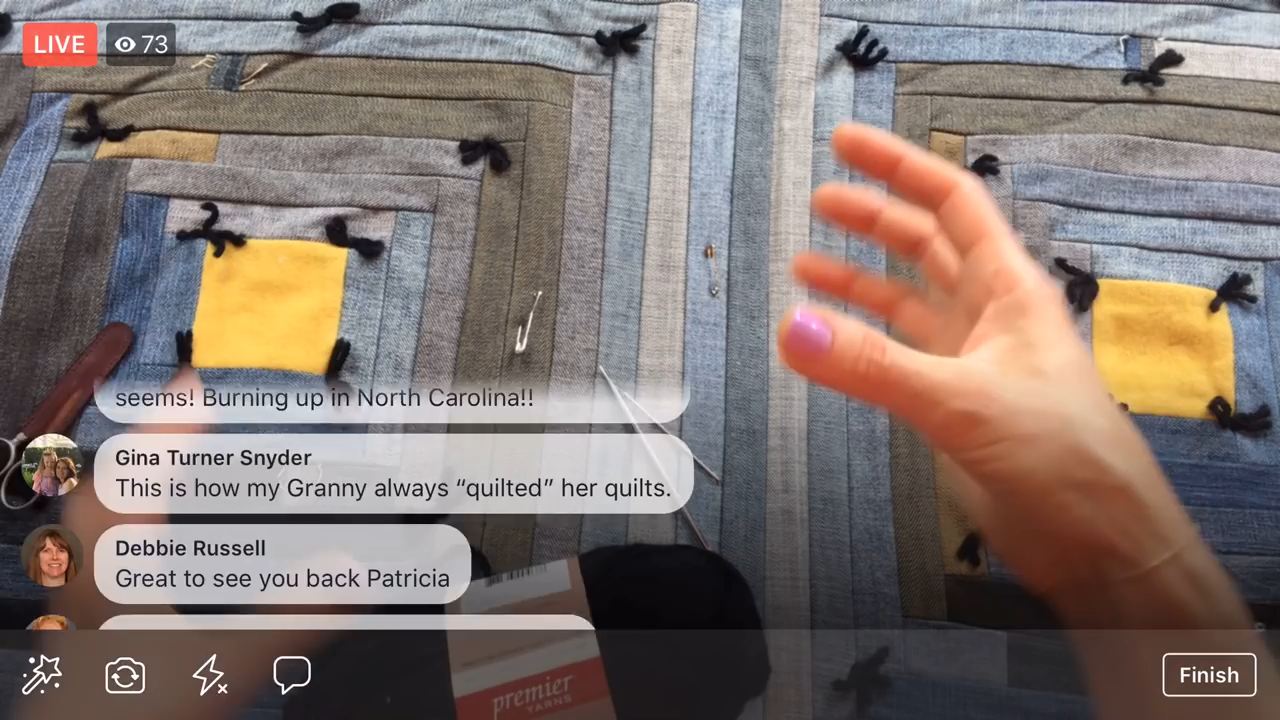 LIVE
73
seems! Burning up in North Carolina!!
Gina Turner Snyder
This is how my Granny always “quilted” her quilts.
Debbie Russell
Great to see you back Patricia
premier
YARNS
Finish